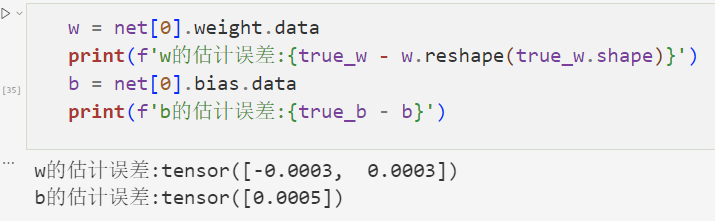 w = net[0].weight.data
print(f'w的估计误差:{true_w - w.reshape(true_w.shape)}')
b = net[0].bias.data
[35]
print(f'b的估计误差:{true_b - b}')
...
w的估计误差:tensor([-0.0003,  0.0003])
b的估计误差:tensor([0.0005])